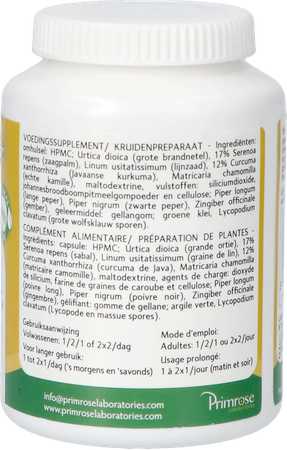 VOEDINGSSUPPLEMENT/ KRUIDENPREPARAAT - Ingrediënten:
omhulsel: HPMC; Urtica dioica (grote brandnetel), 17% Serenoa
repens (zaagpalm), Linum usitatissimum (lijnzaad), 12% Curcuma
xanthorrhiza (Javaanse kurkuma), Matricaria chamomilla
(echte kamille), maltodextrine, vulstoffen: siliciumdioxide,
johannesbroodboompitmeelgompoeder en cellulose; Piper longum
(lange peper), Piper nigrum (zwarte peper), Zingiber officinale
(gember), geleermiddel: gellangom; groene klei, Lycopodium
clavatum (grote wolfsklauw sporen).
COMPLÉMENT ALIMENTAIRE/ PRÉPARATION DE PLANTES -
Ingrédients: capsule: HPMC; Urtica dioica (grande ortie), 17%
Serenoa repens (sabal), Linum usitatissimum (graine de lin), 12%
Curcuma xanthorrhiza (curcuma de Java), Matricaria chamomilla
(matricaire camomille), maltodextrine, agents de charge: dioxyde
de silicium, farine de graines de caroube et cellulose; Piper longum
(poivre long), Piper nigrum (poivre noir), Zingiber officinale
(gingembre), gélifiant: gomme de gellane; argile verte, Lycopodium
clavatum (Lycopode en massue spores).
Gebruiksaanwijzing
Volwassenen: 1/2/1 of 2x2/dag
Voor langer gebruik:
1 tot 2x1/dag ('s morgens en 'savonds)
Mode d'emploi:
Adultes: 1/2/1 ou 2x2/jour
Usage prolongé:
1 à 2x1/jour (matin et soir)
info@primroselaboratories.com
www.primroselaboratories.com
Primrose